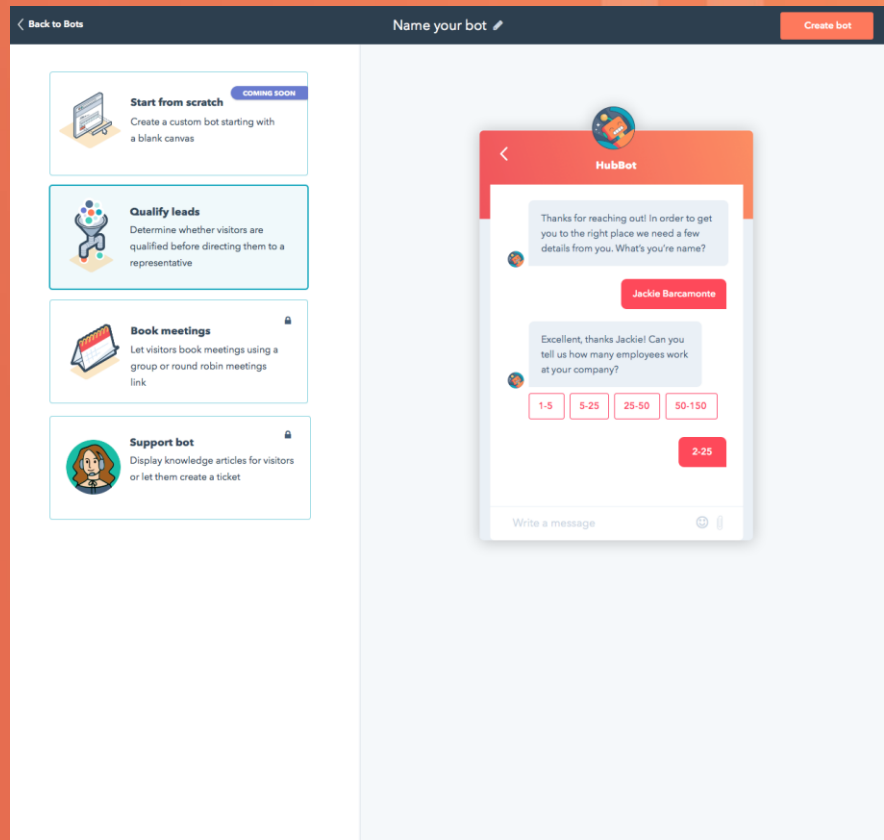 Back to Bots
Name your bot
Create bot
COMING SOON
Start from scratch
Create a custom bot starting with
a blank canvas
Qualify leads
Determine whether visitors are
qualified before directing them to a
representative
Book meetings
Let visitors book meetings using a
group or round robin meetings
link
Support bot
Display knowledge articles for visitors
or let them create a ticket
HubBot
Thanks for reaching out! In order to get
you to the right place we need a few
details from you. What's you're name?
Jackie Barcamonte
Excellent, thanks Jackie! Can you
tell us how many employees work
at your company?
1-5 5-25 25-50 50-150
2-25
Write a message